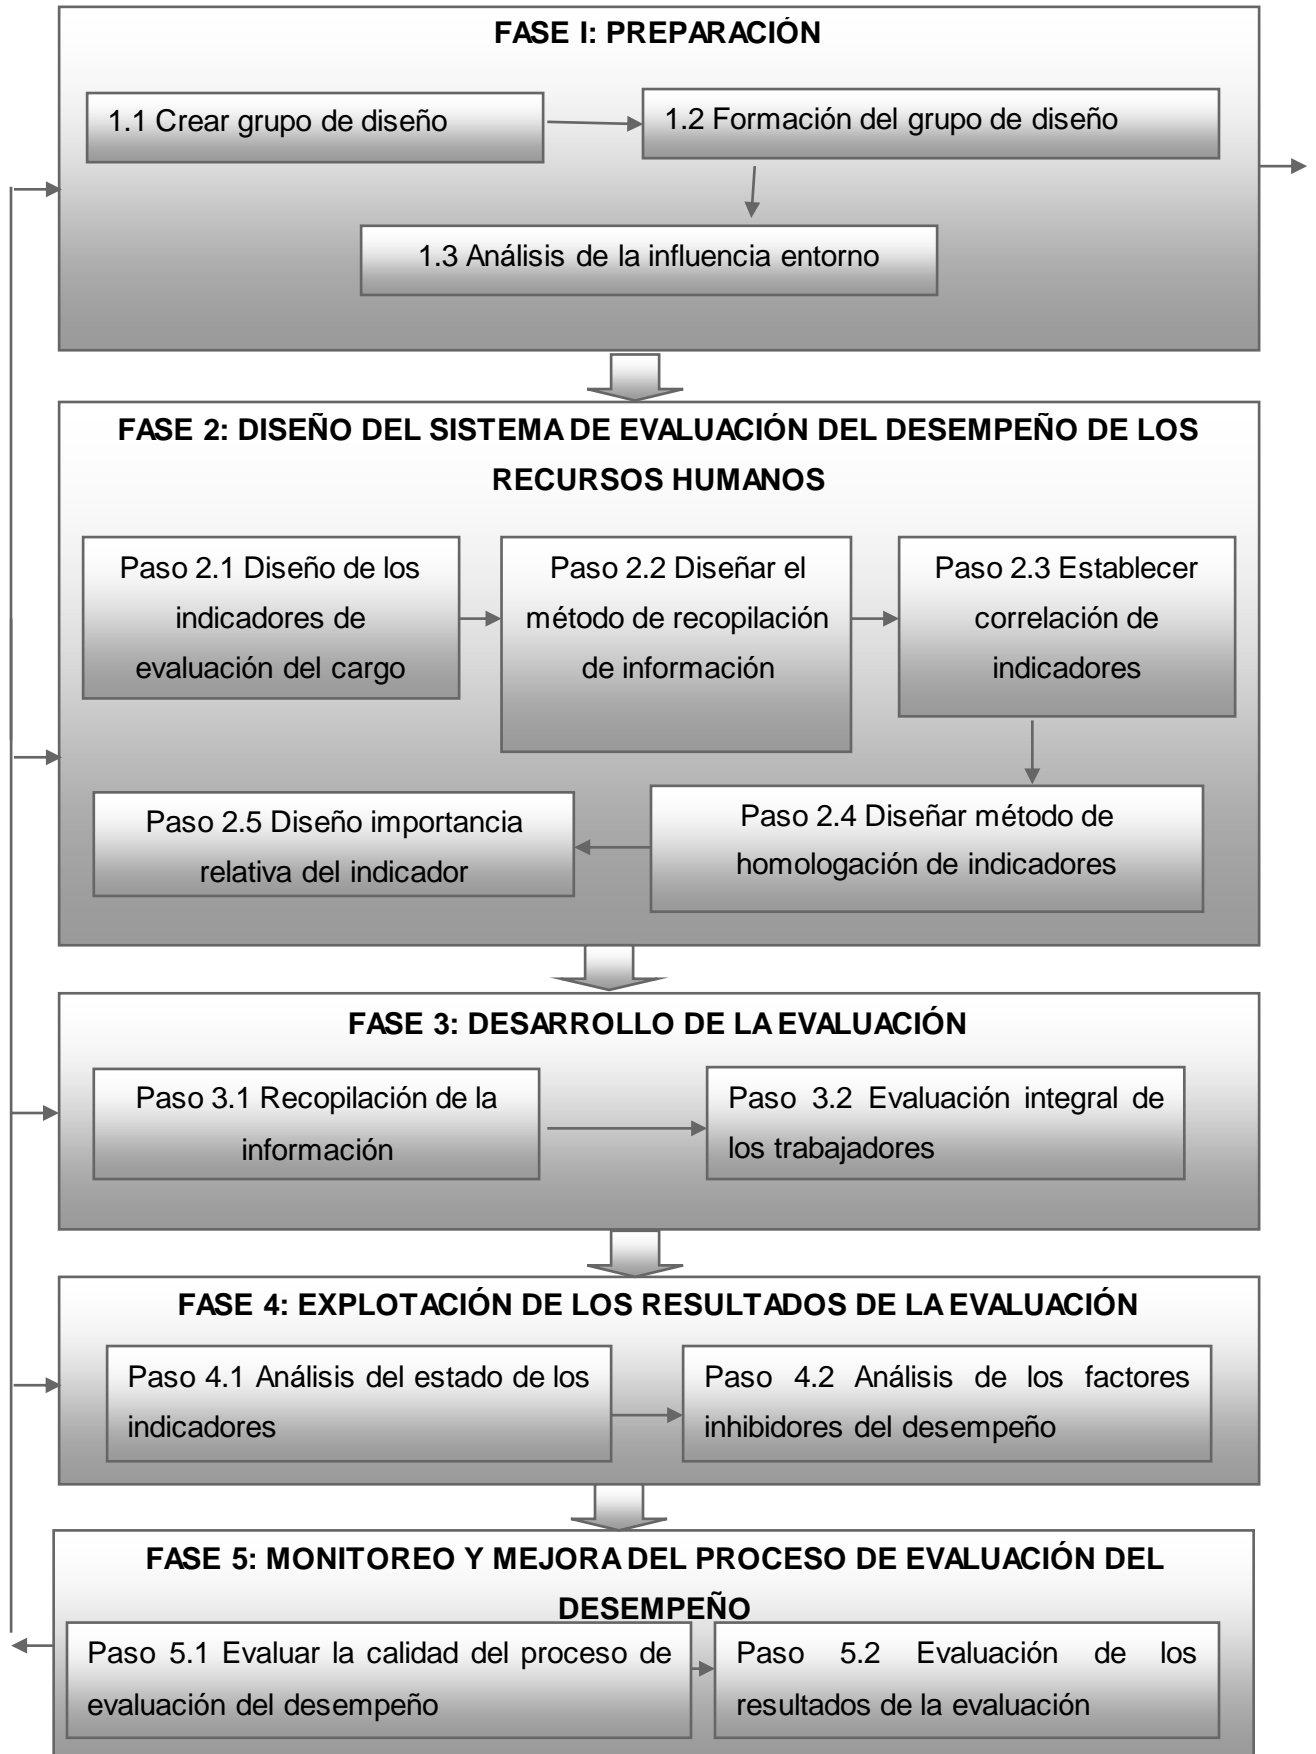 FASE I: PREPARACIÓN
1.1 Crear grupo de diseño
1.2 Formación del grupo de diseño
1.3 Análisis de la influencia entorno
FASE 2: DISEÑO DEL SISTEMA DE EVALUACIÓN DEL DESEMPEÑO DE LOS
RECURSOS HUMANOS
Paso 2.1 Diseño de los
indicadores de
evaluación del cargo
Paso 2.2 Diseñar el
método de recopilación
de información
Paso 2.3 Establecer
correlación de
indicadores
Paso 2.4 Diseñar método de
homologación de indicadores
Paso 2.5 Diseño importancia
relativa del indicador
FASE 3: DESARROLLO DE LA EVALUACIÓN
Paso 3.1 Recopilación de la
información
Paso 3.2 Evaluación integral de
los trabajadores
FASE 4: EXPLOTACIÓN DE LOS RESULTADOS DE LA EVALUACIÓN
Paso 4.1 Análisis del estado de los
indicadores
Paso 4.2 Análisis de los factores
inhibidores del desempeño
FASE 5: MONITOREO Y MEJORA DEL PROCESO DE EVALUACIÓN DEL
DESEMPEÑO
Paso 5.1 Evaluar la calidad del proceso de
evaluación del desempeño
Paso 5.2 Evaluación de los
resultados de la evaluación